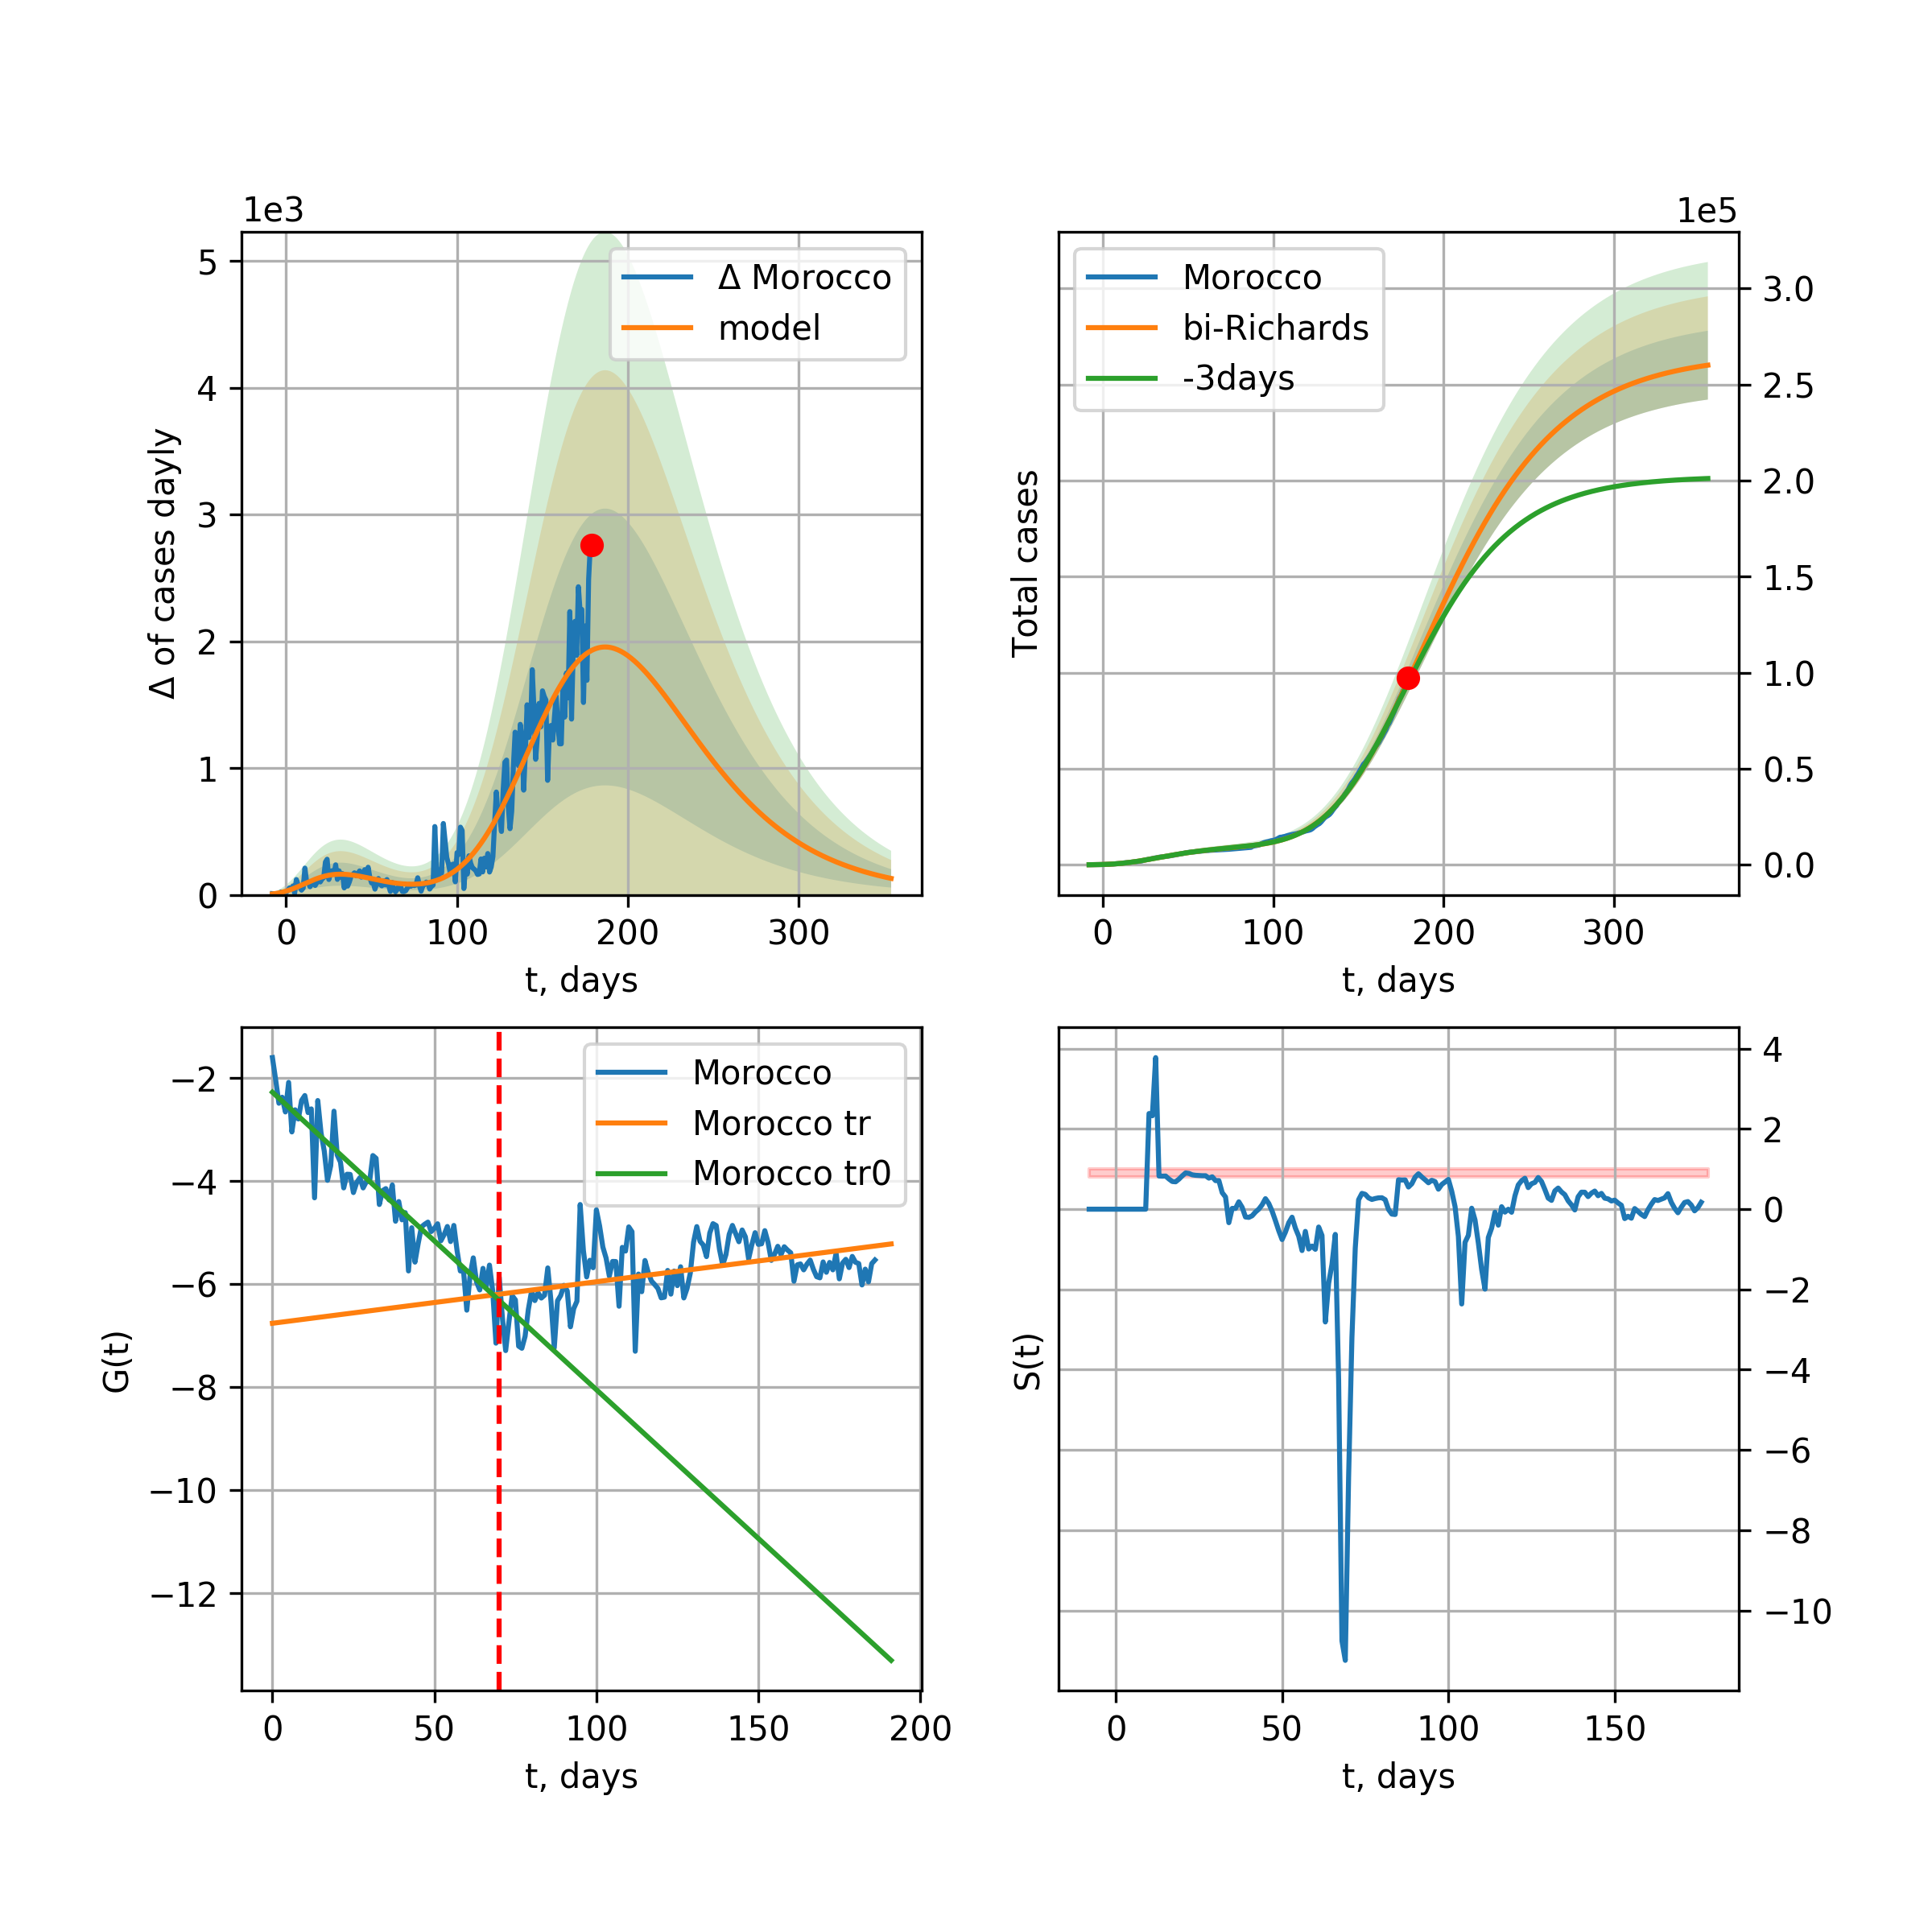 1e3
5
4
3
2
1
0
Δ of cases dayly
Δ Morocco
model
0 100 200 300
t, days
1e5
Morocco
bi-Richards
-3days
Total cases
3.0
2.5
2.0
1.5
1.0
0.5
0.0
0 100 200 300
t, days
−2
−4
−6
−8
−10
−12
G(t)
Morocco
Morocco tr
Morocco tr0
0 50 100 150 200
t, days
S(t)
4
2
0
−2
−4
−6
−8
−10
0 50 100 150
t, days